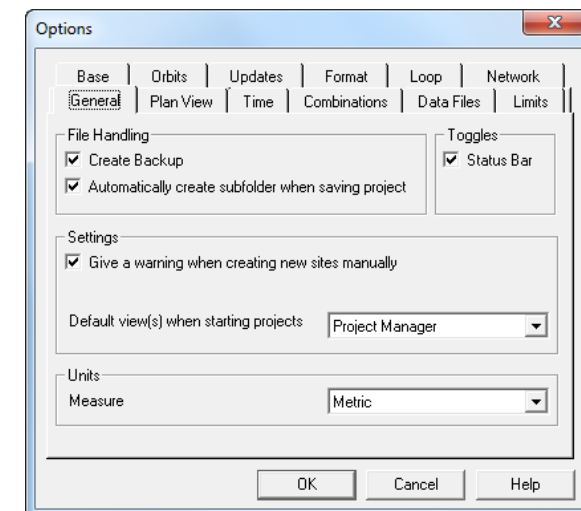 Options
Base Orbits Updates Format Loop Network
General Plan View Time Combinations Data Files Limits
File Handling Toggles
Create Backup Status Bar
Automatically create subfolder when saving project
Settings
Give a warning when creating new sites manually
Default view(s) when starting projects Project Manager
Units
Measure Metric
OK Cancel Help